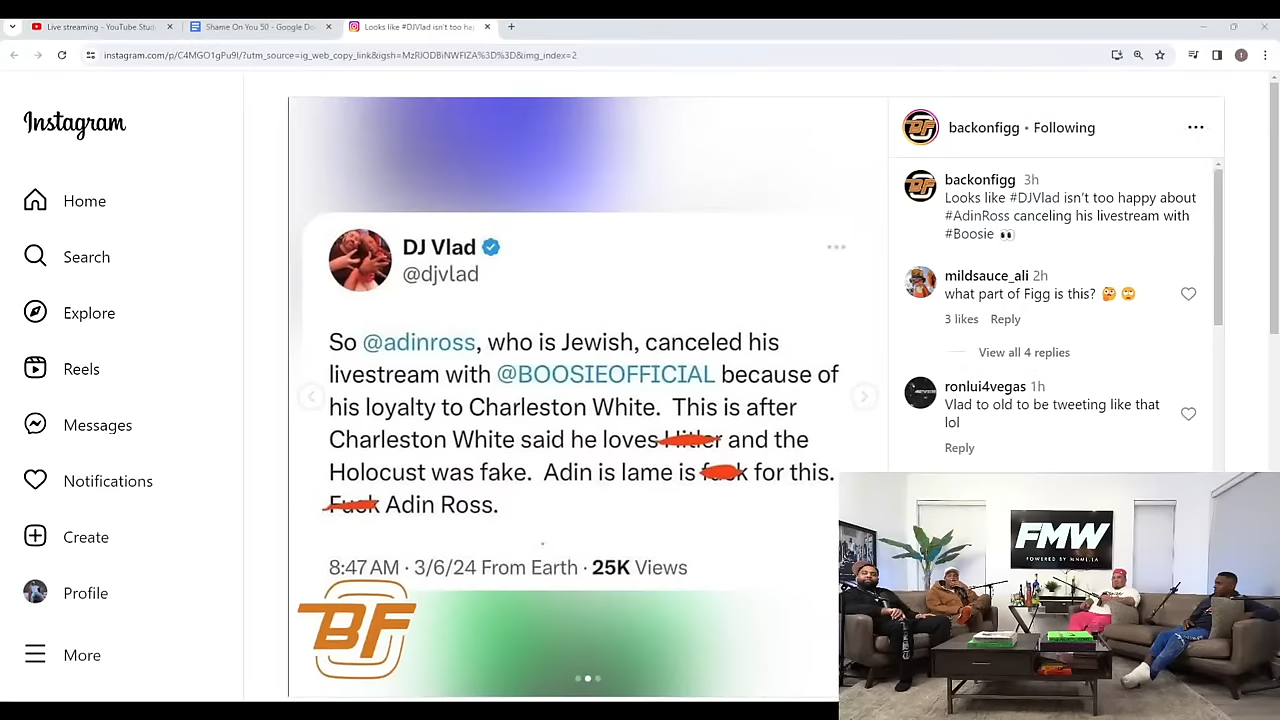 Live streaming - YouTube Stud
Shame On You 50 - Google Do
Looks like #DJVlad isn't too ha
instagram.com/p/C4MGO1gPu9I/?utm_source=ig_web_copy_link&igsh=MzRlODBiNWFlZA%3D%3D&img_index=2
Instagram
Home
Search
Explore
Reels
Messages
Notifications
Create
Profile
More
DJ Vlad
@djvlad
So @adinross, who is Jewish, canceled his
livestream with @BOOSIEOFFICIAL because of
his loyalty to Charleston White. This is after
Charleston White said he loves Hitler and the
Holocust was fake. Adin is lame is fuck for this.
Fuck Adin Ross.
8:47 AM · 3/6/24 From Earth · 25K Views
BF
backonfigg • Following
backonfigg 3h
Looks like #DJVlad isn't too happy about
#AdinRoss canceling his livestream with
#Boosie 👀
mildsauce_ali 2h
what part of Figg is this? 🤔 🙄
3 likes Reply
View all 4 replies
ronlui4vegas 1h
Vlad to old to be tweeting like that
lol
Reply
FMW
POWERED BY MNML.LA